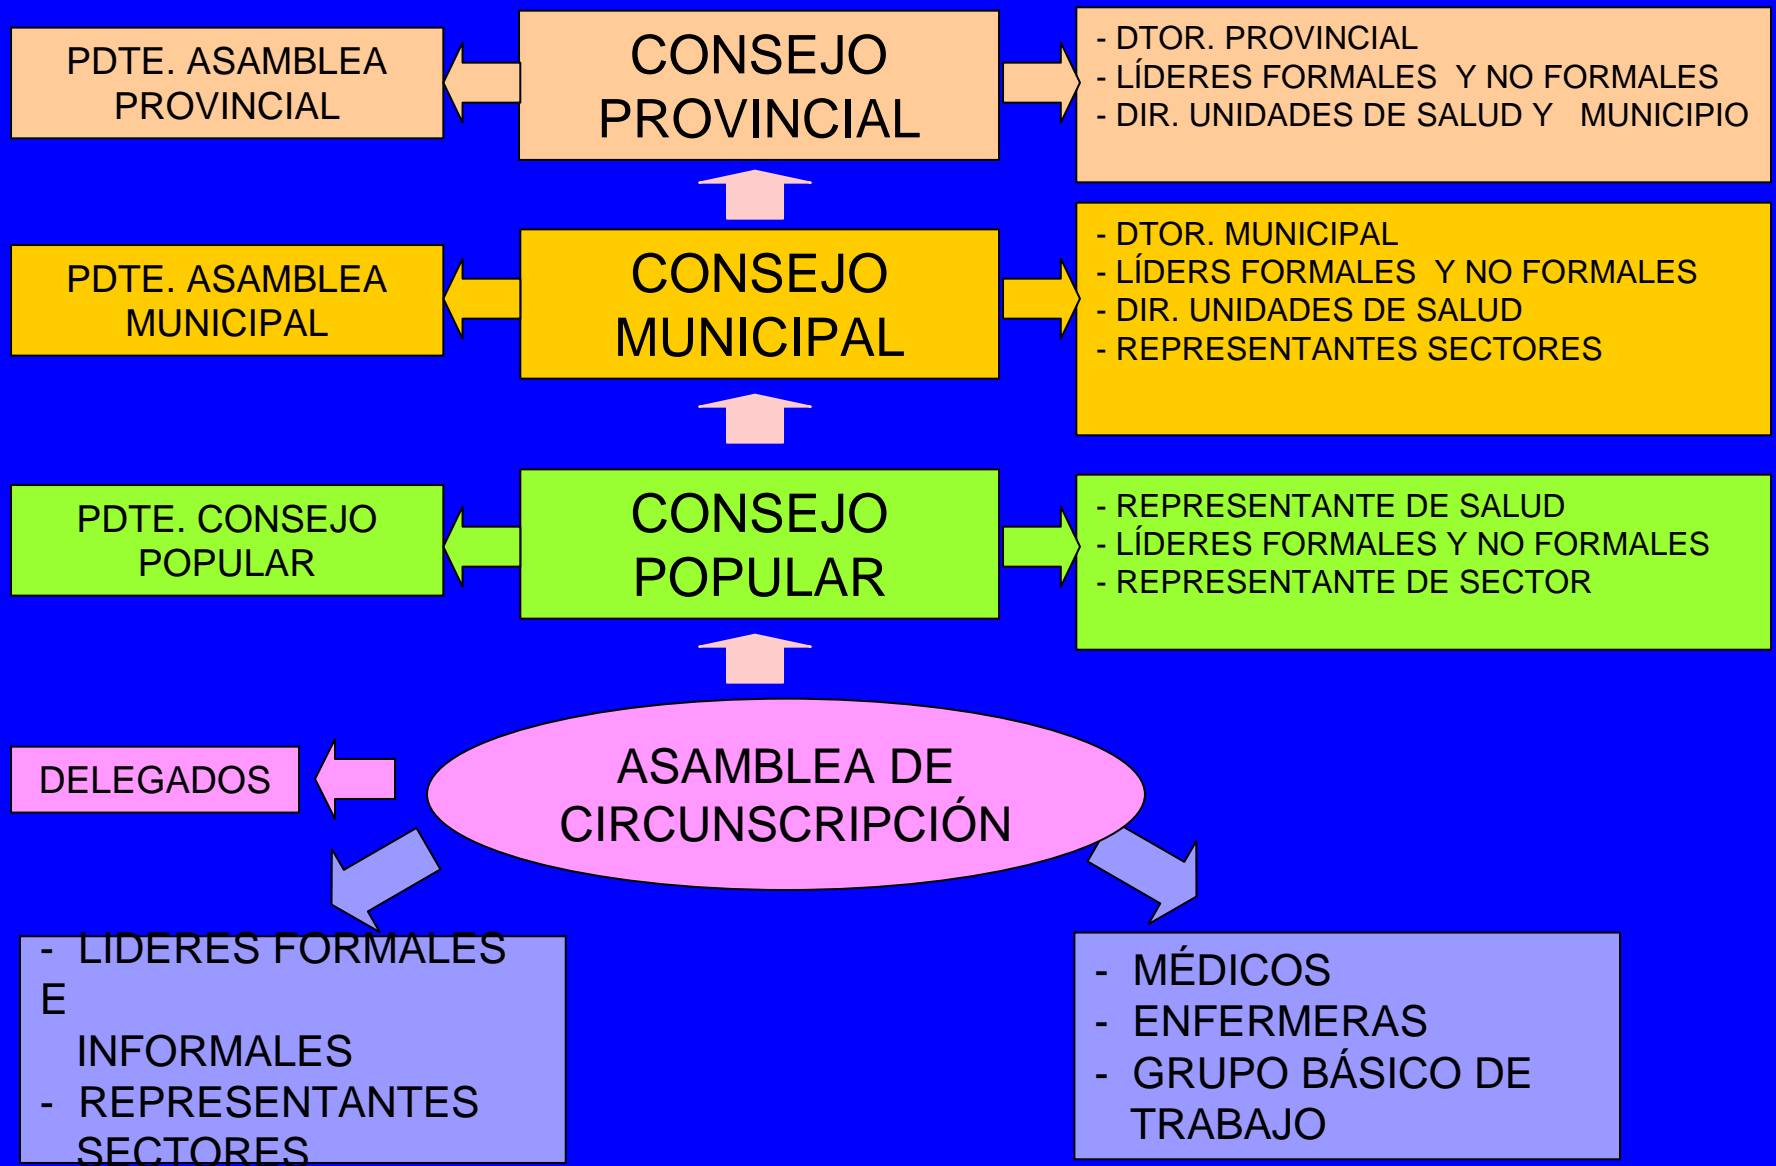 PDTE. ASAMBLEA
PROVINCIAL
CONSEJO
PROVINCIAL
- DTOR. PROVINCIAL
- LÍDERES FORMALES Y NO FORMALES
- DIR. UNIDADES DE SALUD Y MUNICIPIO
PDTE. ASAMBLEA
MUNICIPAL
CONSEJO
MUNICIPAL
- DTOR. MUNICIPAL
- LÍDERS FORMALES Y NO FORMALES
- DIR. UNIDADES DE SALUD
- REPRESENTANTES SECTORES
PDTE. CONSEJO
POPULAR
CONSEJO
POPULAR
- REPRESENTANTE DE SALUD
- LÍDERES FORMALES Y NO FORMALES
- REPRESENTANTE DE SECTOR
DELEGADOS
ASAMBLEA DE
CIRCUNSCRIPCIÓN
- LIDERES FORMALES
E
INFORMALES
- REPRESENTANTES
SECTORES
- MÉDICOS
- ENFERMERAS
- GRUPO BÁSICO DE
TRABAJO